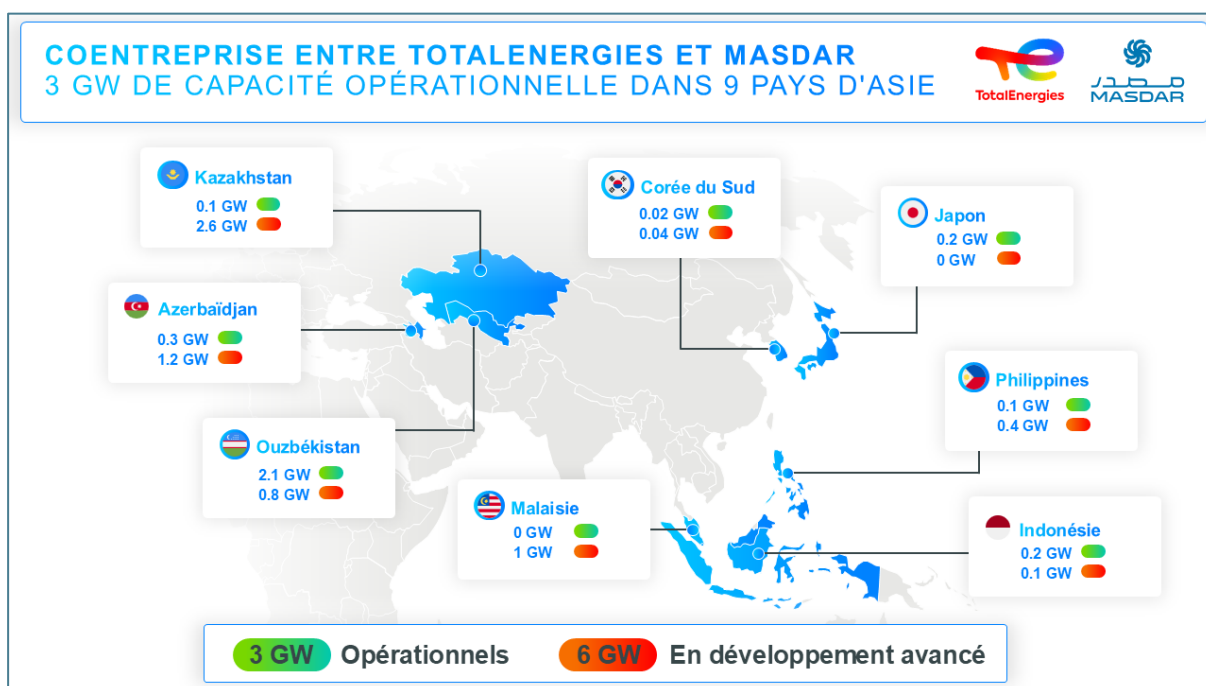 COENTREPRISE ENTRE TOTALENERGIES ET MASDAR
3 GW DE CAPACITÉ OPÉRATIONNELLE DANS 9 PAYS D'ASIE
TotalEnergies
مصدر
MASDAR
Kazakhstan
0.1 GW
2.6 GW
Corée du Sud
0.02 GW
0.04 GW
Japon
0.2 GW
0 GW
Azerbaïdjan
0.3 GW
1.2 GW
Philippines
0.1 GW
0.4 GW
Ouzbékistan
2.1 GW
0.8 GW
Malaisie
0 GW
1 GW
Indonésie
0.2 GW
0.1 GW
3 GW Opérationnels 6 GW En développement avancé